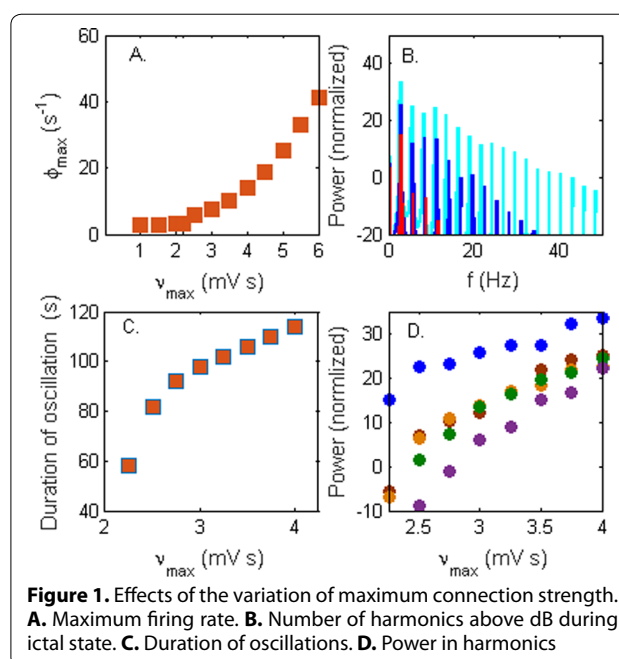 A.
60
40
20
0
ϕmax (s-1)
1 2 3 4 5 6
νmax (mV s)
B.
40
20
0
-20
Power (normalized)
0 20 40
f (Hz)
C.
120
100
80
60
40
Duration of oscillation (s)
2 3 4
νmax (mV s)
D.
30
20
10
0
-10
Power (normlized)
2.5 3 3.5 4
νmax (mV s)
Figure 1. Effects of the variation of maximum connection strength.
A. Maximum firing rate. B. Number of harmonics above dB during
ictal state. C. Duration of oscillations. D. Power in harmonics